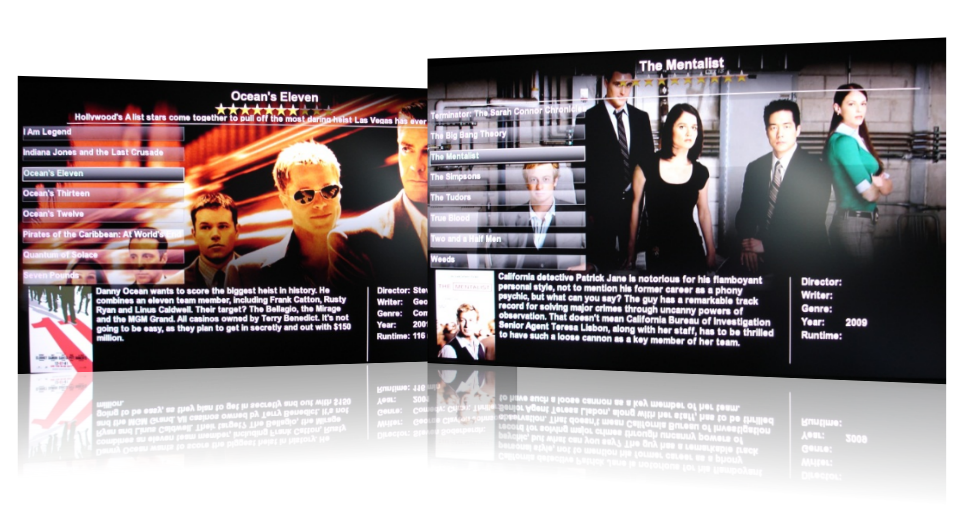 Ocean's Eleven
Hollywood's A list stars come together to pull off the most daring heist Las Vegas has ever
I Am Legend
Indiana Jones and the Last Crusade
Ocean's Eleven
Ocean's Thirteen
Ocean's Twelve
Pirates of the Caribbean: At World's
Quantum of Solace
Seven Pounds
Danny Ocean wants to score the biggest heist in history. He
combines an eleven team member, including Frank Catton, Rusty
Ryan and Linus Caldwell. Their target? The Bellagio, the Mirage
and the MGM Grand. All casinos owned by Terry Benedict. It's not
going to be easy, as they plan to get in secretly and out with $150
million.
Director: Stev
Writer: Geo
Genre: Com
Year: 2001
Runtime: 116
The Mentalist
Terminator: The Sarah Connor Chronicles
The Big Bang Theory
The Mentalist
The Simpsons
The Tudors
True Blood
Two and a Half Men
Weeds
THE MENTALIST
California detective Patrick Jane is notorious for his flamboyant
personal style, not to mention his former career as a phony
psychic, but what can you say? The guy has a remarkable track
record for solving major crimes through uncanny powers of
observation. That doesn't mean California Bureau of Investigation
Senior Agent Teresa Lisbon, along with her staff, has to be thrilled
to have such a loose cannon as a key member of her team.
Director:
Writer:
Genre:
Year: 2009
Runtime: